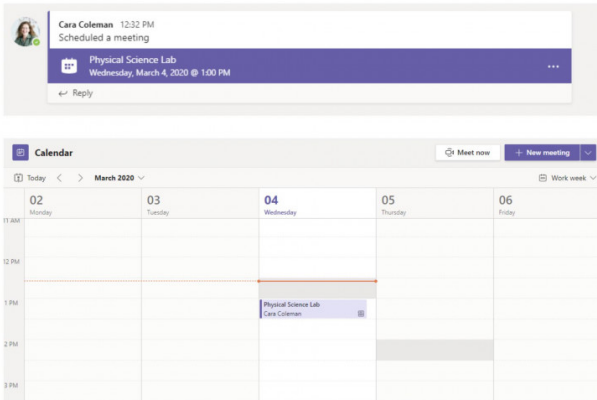 Cara Coleman 12:32 PM
Scheduled a meeting
Physical Science Lab
Wednesday, March 4, 2020 @ 1:00 PM
Reply
Calendar
Meet now
New meeting
Today
March 2020
Work week
02
Monday
03
Tuesday
04
Wednesday
05
Thursday
06
Friday
11 AM
12 PM
1 PM
Physical Science Lab
Cara Coleman
2 PM
3 PM